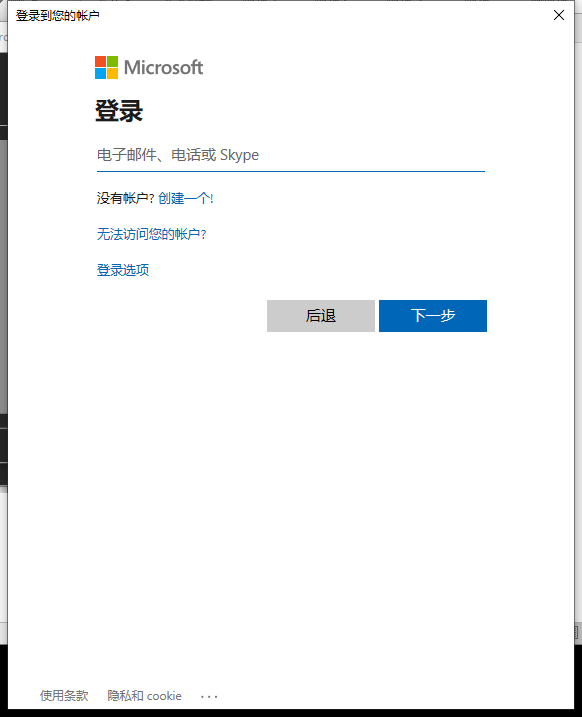 登录到您的帐户
Microsoft
登录
电子邮件、电话或 Skype
没有帐户? 创建一个!
无法访问您的帐户?
登录选项
后退 下一步
使用条款 隐私和 cookie ···